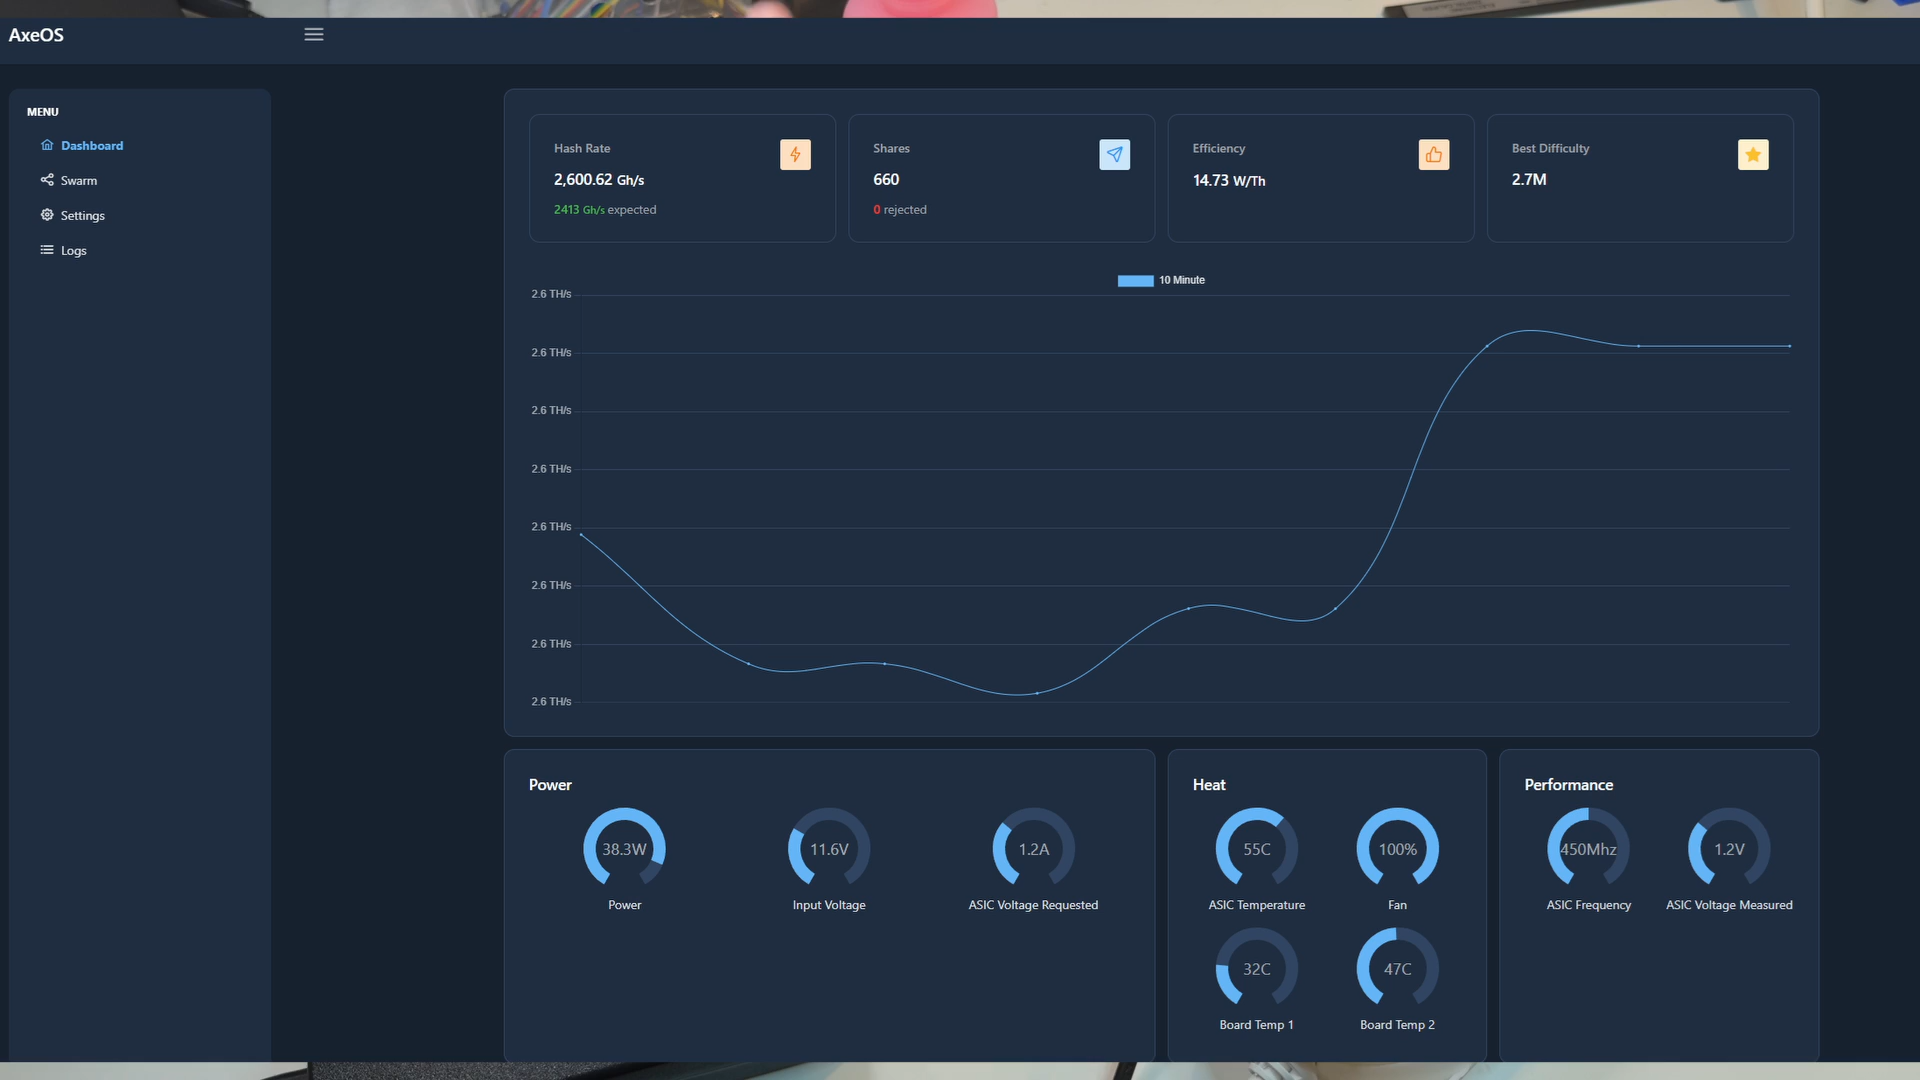 AxeOS
MENU
Dashboard
Swarm
Settings
Logs
Hash Rate
2,600.62 Gh/s
2413 Gh/s expected
Shares
660
0 rejected
Efficiency
14.73 W/Th
Best Difficulty
2.7M
10 Minute
2.6 TH/s
2.6 TH/s
2.6 TH/s
2.6 TH/s
2.6 TH/s
2.6 TH/s
2.6 TH/s
2.6 TH/s
Power
38.3W
Power
11.6V
Input Voltage
1.2A
ASIC Voltage Requested
Heat
55C
ASIC Temperature
100%
Fan
32C
Board Temp 1
47C
Board Temp 2
Performance
450Mhz
ASIC Frequency
1.2V
ASIC Voltage Measured